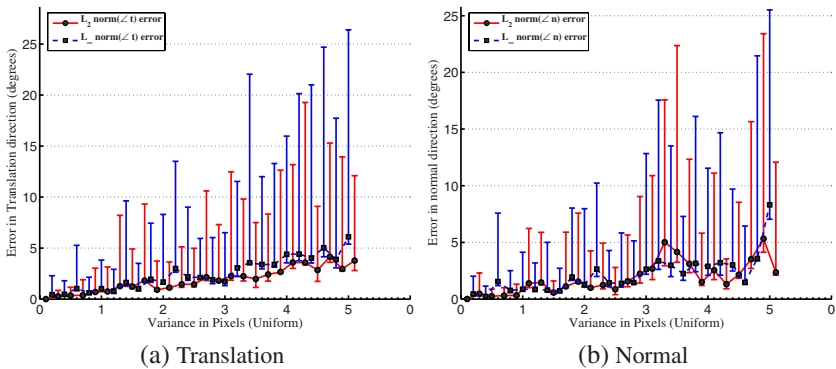 L2 norm(∠ t) error
L_ norm(∠ t) error
25
20
15
10
5
0
Error in Translation direction (degrees)
0 1 2 3 4 5 0
Variance in Pixels (Uniform)
(a) Translation
L2 norm(∠ n) error
L_ norm(∠ n) error
25
20
15
10
5
0
Error in normal direction (degrees)
0 1 2 3 4 5 0
Variance in Pixels (Uniform)
(b) Normal